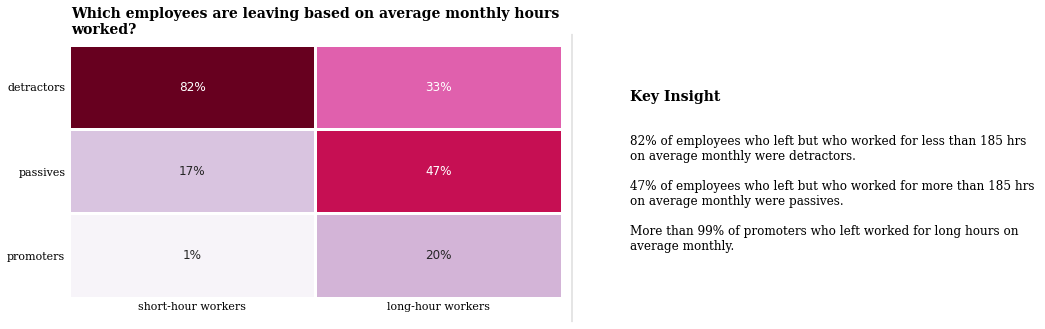 Which employees are leaving based on average monthly hours
worked?
detractors
82%
33%
passives
17%
47%
promoters
1%
20%
short-hour workers
long-hour workers
Key Insight
82% of employees who left but who worked for less than 185 hrs
on average monthly were detractors.
47% of employees who left but who worked for more than 185 hrs
on average monthly were passives.
More than 99% of promoters who left worked for long hours on
average monthly.